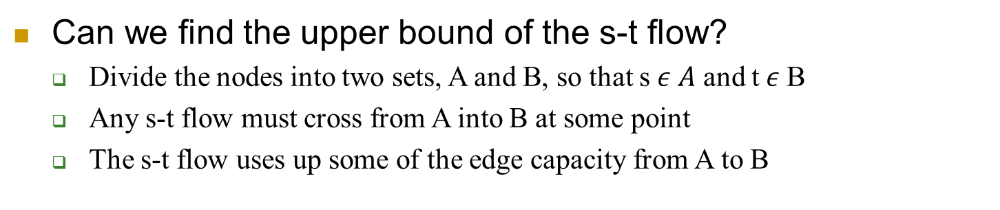 Can we find the upper bound of the s-t flow?
Divide the nodes into two sets, A and B, so that s ϵ A and t ϵ B
Any s-t flow must cross from A into B at some point
The s-t flow uses up some of the edge capacity from A to B